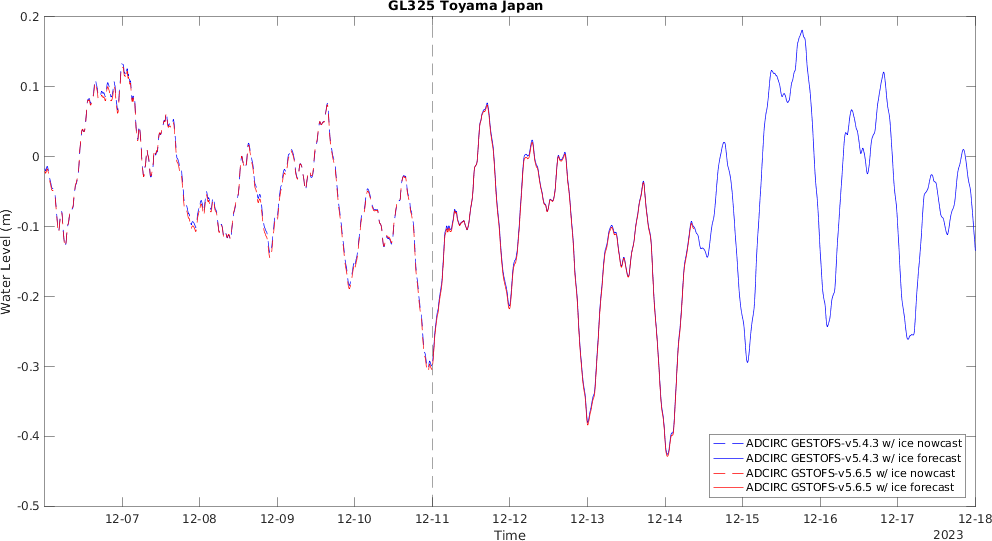 GL325 Toyama Japan
0.2
0.1
0
-0.1
-0.2
-0.3
-0.4
-0.5
Water Level (m)
ADCIRC GESTOFS-v5.4.3 w/ ice nowcast
ADCIRC GESTOFS-v5.4.3 w/ ice forecast
ADCIRC GSTOFS-v5.6.5 w/ ice nowcast
ADCIRC GSTOFS-v5.6.5 w/ ice forecast
12-07 12-08 12-09 12-10 12-11 12-12 12-13 12-14 12-15 12-16 12-17 12-18
Time
2023